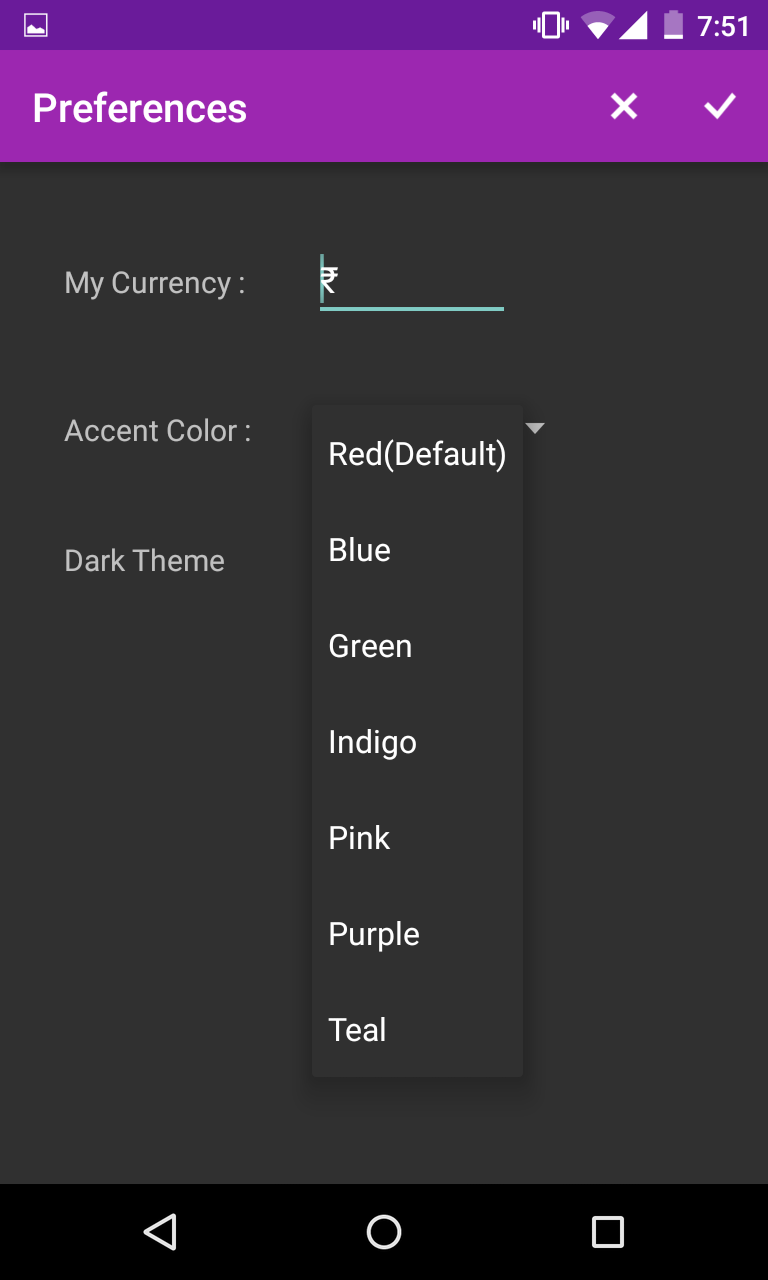 7:51
Preferences
My Currency :
₹
Accent Color :
Red(Default)
Blue
Dark Theme
Green
Indigo
Pink
Purple
Teal